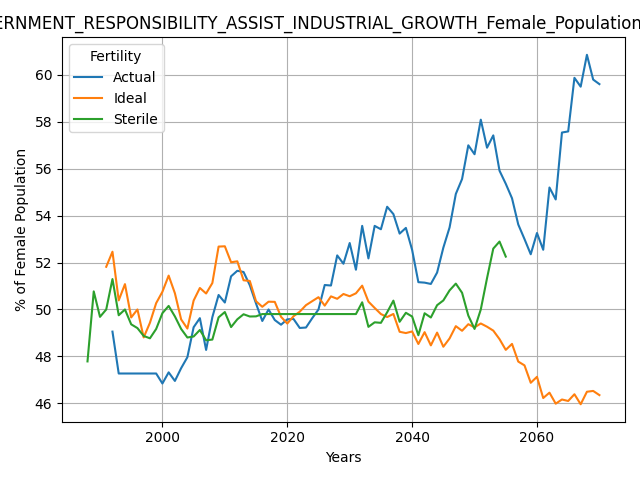 ERNMENT_RESPONSIBILITY_ASSIST_INDUSTRIAL_GROWTH_Female_Population
Fertility
Actual
Ideal
Sterile
% of Female Population
60
58
56
54
52
50
48
46
2000
2020
2040
2060
Years